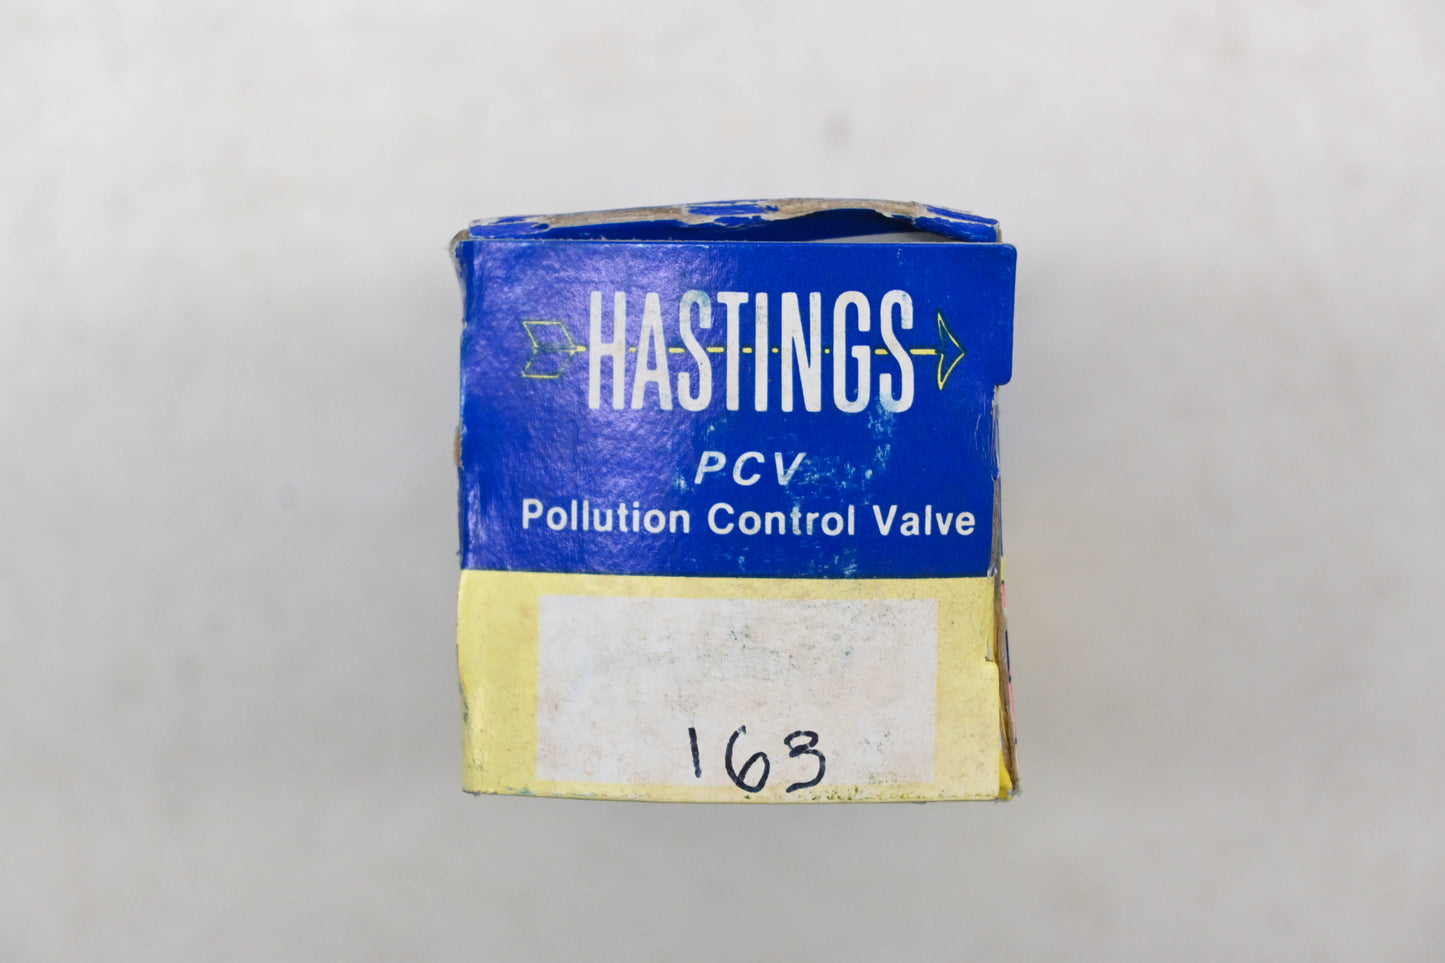 HASTINGS
PCV
Pollution Control Valve
163